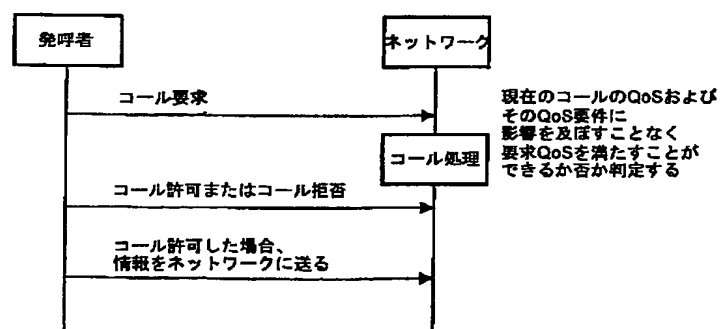 発呼者
ネットワーク
コール要求
現在のコールのQoSおよび
そのQoS要件に
影響を及ぼすことなく
要求QoSを満たすことが
できるか否か判定する
コール処理
コール許可またはコール拒否
コール許可した場合、
情報をネットワークに送る